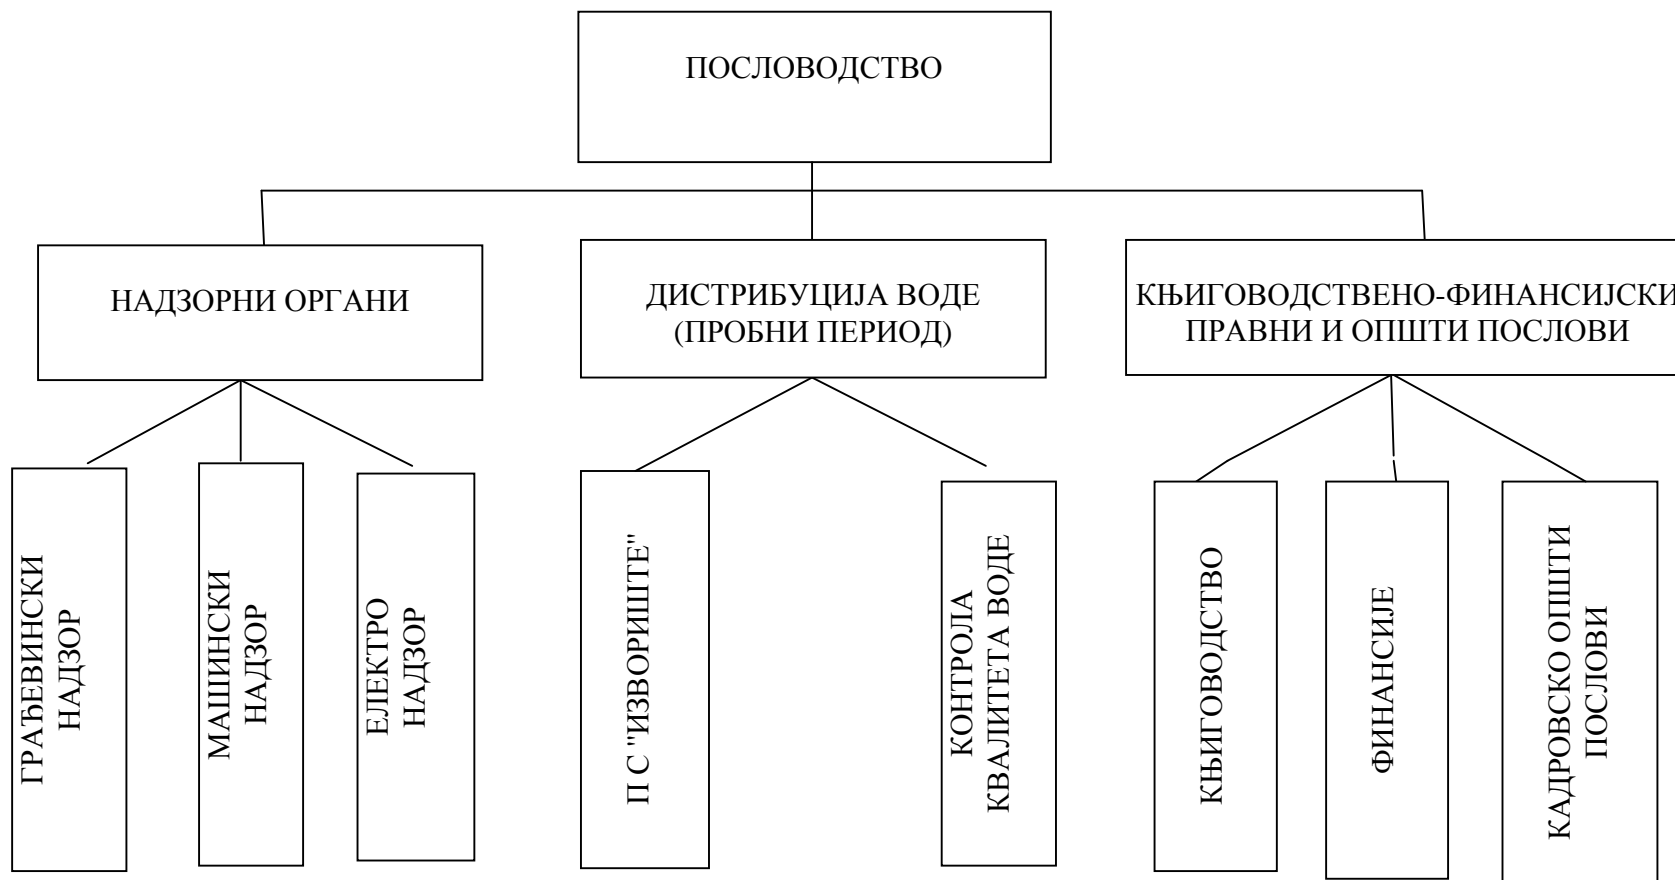 ПОСЛОВОДСТВО
НАДЗОРНИ ОРГАНИ
ДИСТРИБУЦИЈА ВОДЕ
(ПРОБНИ ПЕРИОД)
КЊИГОВОДСТВЕНО-ФИНАНСИЈСКИ
ПРАВНИ И ОПШТИ ПОСЛОВИ
ГРАЂЕВИНСКИ
НАДЗОР
МАШИНСКИ
НАДЗОР
ЕЛЕКТРО
НАДЗОР
П С "ИЗВОРИШТЕ"
КОНТРОЛА
КВАЛИТЕТА ВОДЕ
КЊИГОВОДСТВО
ФИНАНСИЈЕ
КАДРОВСКО ОПШТИ
ПОСЛОВИ